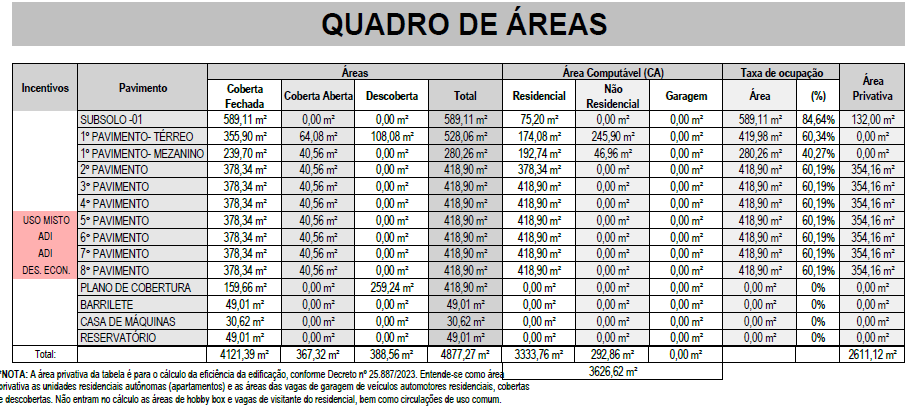 QUADRO DE ÁREAS
Incentivos Pavimento Áreas Área Computável (CA) Taxa de ocupação Área Privativa
Coberta Fechada Coberta Aberta Descoberta Total Residencial Não Residencial Garagem Área (%)
SUBSOLO -01 589,11 m² 0,00 m² 0,00 m² 589,11 m² 75,20 m² 0,00 m² 0,00 m² 589,11 m² 84,64% 132,00 m²
1º PAVIMENTO- TÉRREO 355,90 m² 64,08 m² 108,08 m² 528,06 m² 174,08 m² 245,90 m² 0,00 m² 419,98 m² 60,34% 0,00 m²
1º PAVIMENTO- MEZANINO 239,70 m² 40,56 m² 0,00 m² 280,26 m² 192,74 m² 46,96 m² 0,00 m² 280,26 m² 40,27% 0,00 m²
2º PAVIMENTO 378,34 m² 40,56 m² 0,00 m² 418,90 m² 378,34 m² 0,00 m² 0,00 m² 418,90 m² 60,19% 354,16 m²
3º PAVIMENTO 378,34 m² 40,56 m² 0,00 m² 418,90 m² 418,90 m² 0,00 m² 0,00 m² 418,90 m² 60,19% 354,16 m²
4º PAVIMENTO 378,34 m² 40,56 m² 0,00 m² 418,90 m² 418,90 m² 0,00 m² 0,00 m² 418,90 m² 60,19% 354,16 m²
USO MISTO 5º PAVIMENTO 378,34 m² 40,56 m² 0,00 m² 418,90 m² 418,90 m² 0,00 m² 0,00 m² 418,90 m² 60,19% 354,16 m²
ADI 6º PAVIMENTO 378,34 m² 40,56 m² 0,00 m² 418,90 m² 418,90 m² 0,00 m² 0,00 m² 418,90 m² 60,19% 354,16 m²
ADI 7º PAVIMENTO 378,34 m² 40,56 m² 0,00 m² 418,90 m² 418,90 m² 0,00 m² 0,00 m² 418,90 m² 60,19% 354,16 m²
DES. ECON. 8º PAVIMENTO 378,34 m² 40,56 m² 0,00 m² 418,90 m² 418,90 m² 0,00 m² 0,00 m² 418,90 m² 60,19% 354,16 m²
PLANO DE COBERTURA 159,66 m² 0,00 m² 259,24 m² 418,90 m² 0,00 m² 0,00 m² 0,00 m² 0,00 m² 0% 0,00 m²
BARRILETE 49,01 m² 0,00 m² 0,00 m² 49,01 m² 0,00 m² 0,00 m² 0,00 m² 0,00 m² 0% 0,00 m²
CASA DE MÁQUINAS 30,62 m² 0,00 m² 0,00 m² 30,62 m² 0,00 m² 0,00 m² 0,00 m² 0,00 m² 0% 0,00 m²
RESERVATÓRIO 49,01 m² 0,00 m² 0,00 m² 49,01 m² 0,00 m² 0,00 m² 0,00 m² 0,00 m² 0% 0,00 m²
Total: 4121,39 m² 367,32 m² 388,56 m² 4877,27 m² 3333,76 m² 292,86 m² 0,00 m² 2611,12 m²
3626,62 m²
*NOTA: A área privativa da tabela é para o cálculo da eficiência da edificação, conforme Decreto nº 25.887/2023. Entende-se como área
privativa as unidades residenciais autônomas (apartamentos) e as áreas das vagas de garagem de veículos automotores residenciais, cobertas
e descobertas. Não entram no cálculo as áreas de hobby box e vagas de visitante do residencial, bem como circulações de uso comum.